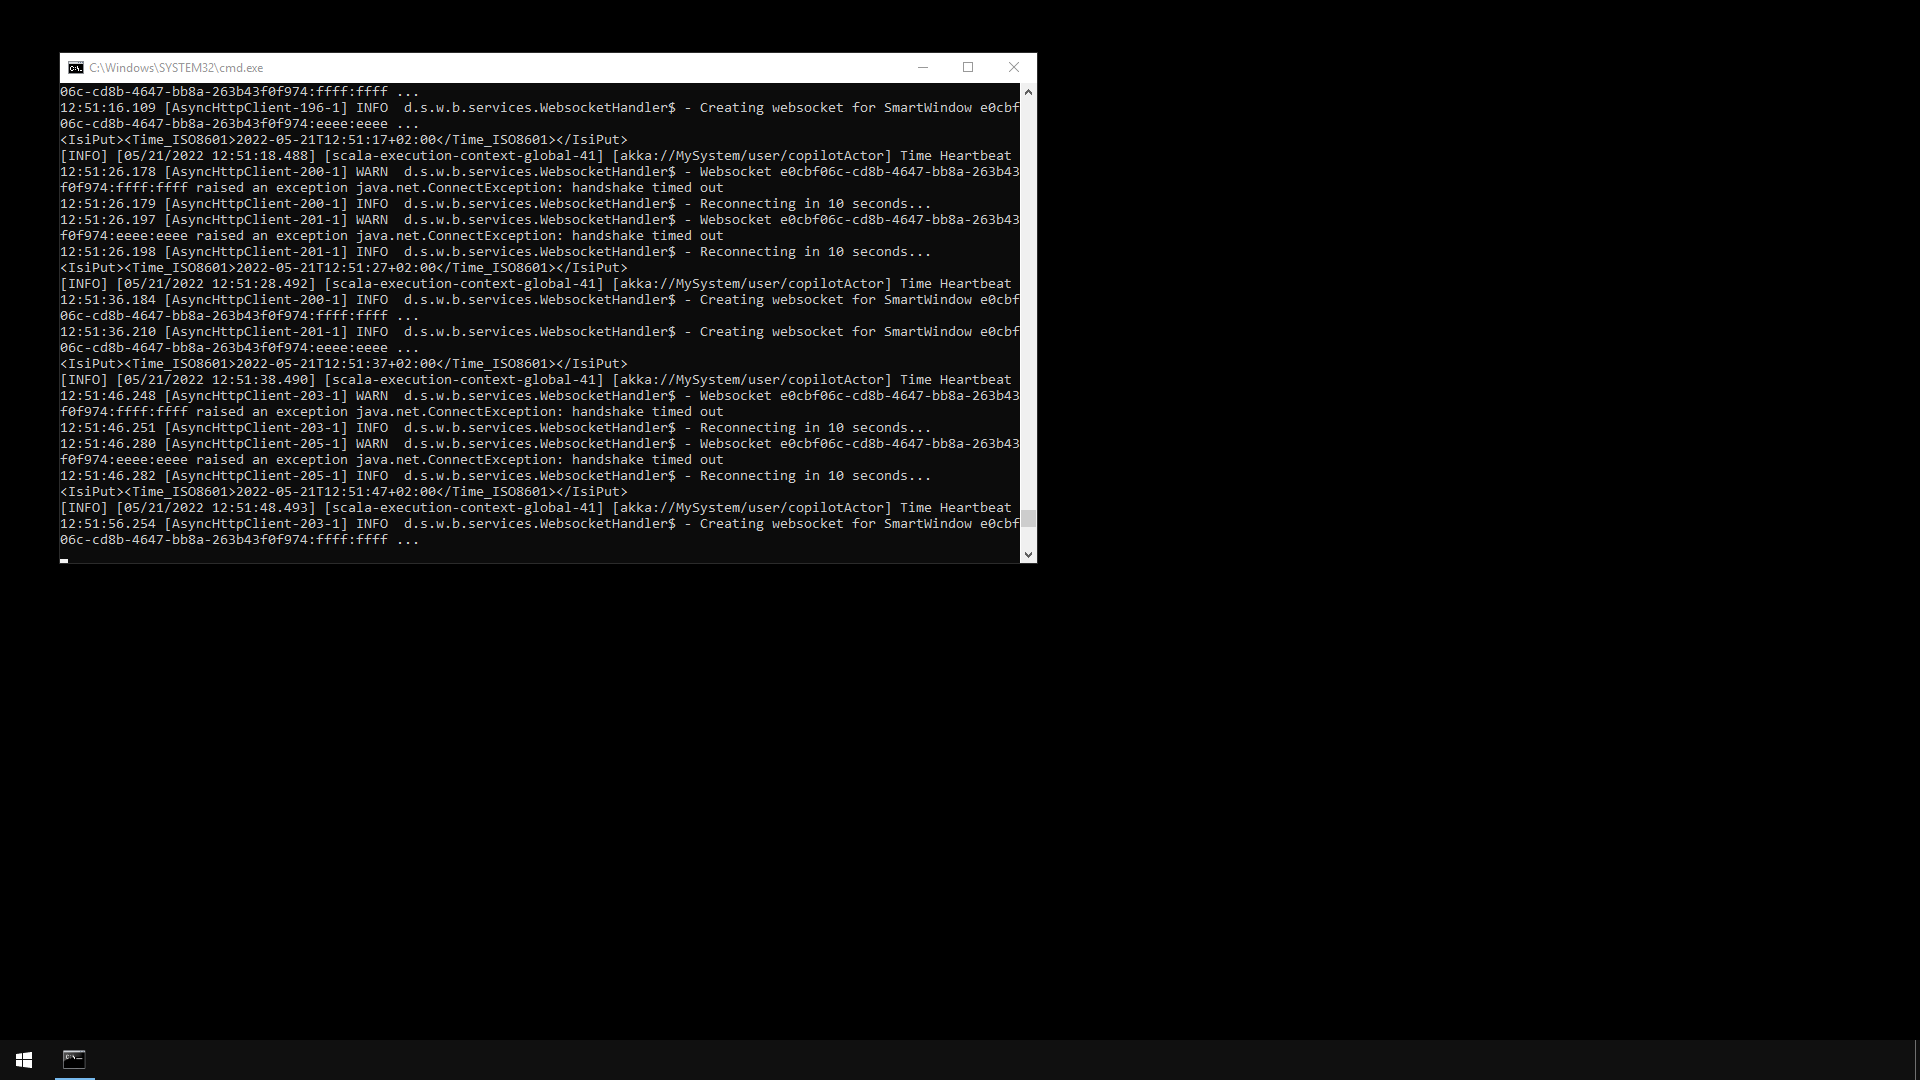 C:\Windows\SYSTEM32\cmd.exe
06c-cd8b-4647-bb8a-263b43f0f974:ffff:ffff ...
12:51:16.109 [AsyncHttpClient-196-1] INFO  d.s.w.b.services.WebsocketHandler$ - Creating websocket for SmartWindow e0cbf
06c-cd8b-4647-bb8a-263b43f0f974:eeee:eeee ...
<IsiPut><Time_ISO8601>2022-05-21T12:51:17+02:00</Time_ISO8601></IsiPut>
[INFO] [05/21/2022 12:51:18.488] [scala-execution-context-global-41] [akka://MySystem/user/copilotActor] Time Heartbeat
12:51:26.178 [AsyncHttpClient-200-1] WARN  d.s.w.b.services.WebsocketHandler$ - Websocket e0cbf06c-cd8b-4647-bb8a-263b43
f0f974:ffff:ffff raised an exception java.net.ConnectException: handshake timed out
12:51:26.179 [AsyncHttpClient-200-1] INFO  d.s.w.b.services.WebsocketHandler$ - Reconnecting in 10 seconds...
12:51:26.197 [AsyncHttpClient-201-1] WARN  d.s.w.b.services.WebsocketHandler$ - Websocket e0cbf06c-cd8b-4647-bb8a-263b43
f0f974:eeee:eeee raised an exception java.net.ConnectException: handshake timed out
12:51:26.198 [AsyncHttpClient-201-1] INFO  d.s.w.b.services.WebsocketHandler$ - Reconnecting in 10 seconds...
<IsiPut><Time_ISO8601>2022-05-21T12:51:27+02:00</Time_ISO8601></IsiPut>
[INFO] [05/21/2022 12:51:28.492] [scala-execution-context-global-41] [akka://MySystem/user/copilotActor] Time Heartbeat
12:51:36.184 [AsyncHttpClient-200-1] INFO  d.s.w.b.services.WebsocketHandler$ - Creating websocket for SmartWindow e0cbf
06c-cd8b-4647-bb8a-263b43f0f974:ffff:ffff ...
12:51:36.210 [AsyncHttpClient-201-1] INFO  d.s.w.b.services.WebsocketHandler$ - Creating websocket for SmartWindow e0cbf
06c-cd8b-4647-bb8a-263b43f0f974:eeee:eeee ...
<IsiPut><Time_ISO8601>2022-05-21T12:51:37+02:00</Time_ISO8601></IsiPut>
[INFO] [05/21/2022 12:51:38.490] [scala-execution-context-global-41] [akka://MySystem/user/copilotActor] Time Heartbeat
12:51:46.248 [AsyncHttpClient-203-1] WARN  d.s.w.b.services.WebsocketHandler$ - Websocket e0cbf06c-cd8b-4647-bb8a-263b43
f0f974:ffff:ffff raised an exception java.net.ConnectException: handshake timed out
12:51:46.251 [AsyncHttpClient-203-1] INFO  d.s.w.b.services.WebsocketHandler$ - Reconnecting in 10 seconds...
12:51:46.280 [AsyncHttpClient-205-1] WARN  d.s.w.b.services.WebsocketHandler$ - Websocket e0cbf06c-cd8b-4647-bb8a-263b43
f0f974:eeee:eeee raised an exception java.net.ConnectException: handshake timed out
12:51:46.282 [AsyncHttpClient-205-1] INFO  d.s.w.b.services.WebsocketHandler$ - Reconnecting in 10 seconds...
<IsiPut><Time_ISO8601>2022-05-21T12:51:47+02:00</Time_ISO8601></IsiPut>
[INFO] [05/21/2022 12:51:48.493] [scala-execution-context-global-41] [akka://MySystem/user/copilotActor] Time Heartbeat
12:51:56.254 [AsyncHttpClient-203-1] INFO  d.s.w.b.services.WebsocketHandler$ - Creating websocket for SmartWindow e0cbf
06c-cd8b-4647-bb8a-263b43f0f974:ffff:ffff ...